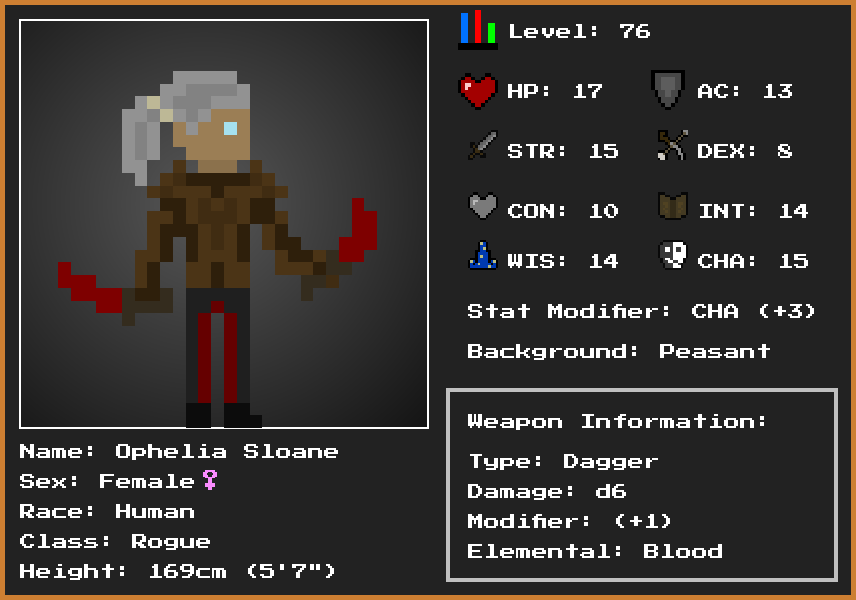 Level: 76
HP: 17 AC: 13
STR: 15 DEX: 8
CON: 10 INT: 14
WIS: 14 CHA: 15
Stat Modifier: CHA (+3)
Background: Peasant
Weapon Information:
Type: Dagger
Damage: d6
Modifier: (+1)
Elemental: Blood
Name: Ophelia Sloane
Sex: Female♀
Race: Human
Class: Rogue
Height: 169cm (5'7")